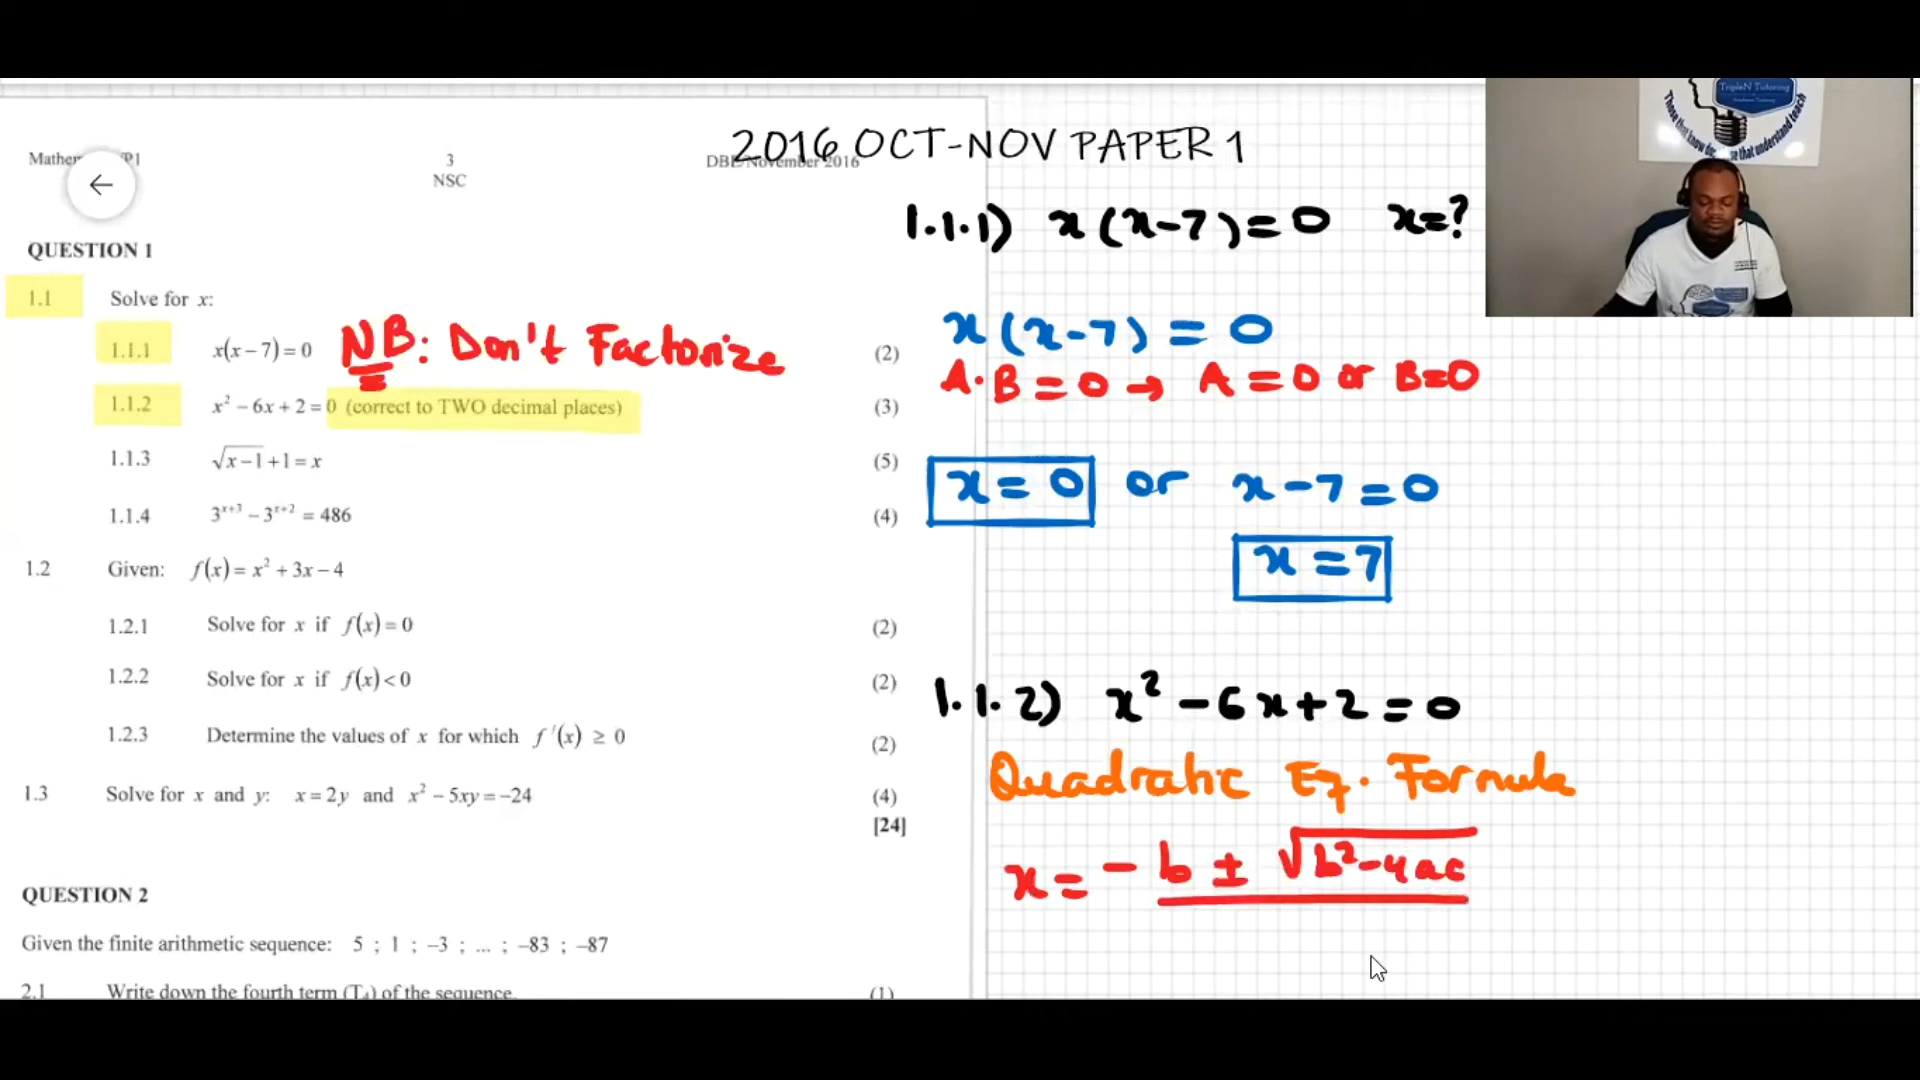 2016 OCT-NOV PAPER 1
3
NSC
DBE/November 2016
QUESTION 1
1.1 Solve for x:
1.1.1 x(x – 7) = 0 (2)
NB: Don't Factorize
1.1.2 x² – 6x + 2 = 0 (correct to TWO decimal places) (3)
1.1.3 √x – 1 + 1 = x (5)
1.1.4 3ˣ⁺³ – 3ˣ⁺² = 486 (4)
1.2 Given: f(x) = x² + 3x – 4
1.2.1 Solve for x if f(x) = 0 (2)
1.2.2 Solve for x if f(x) < 0 (2)
1.2.3 Determine the values of x for which f ′(x) ≥ 0 (2)
1.3 Solve for x and y: x = 2y and x² – 5xy = –24 (4)
[24]
QUESTION 2
Given the finite arithmetic sequence: 5 ; 1 ; –3 ; ... ; –83 ; –87
2.1 Write down the fourth term (T₄) of the sequence. (1)
1.1.1) x(x-7)=0 x=?
x(x-7) = 0
A·B = 0 → A = 0 or B=0
x = 0 or x-7=0
x=7
1.1.2) x²-6x+2=0
Quadratic Eq. Formula
x = -b ± √b²-4ac
TripleN Tutoring